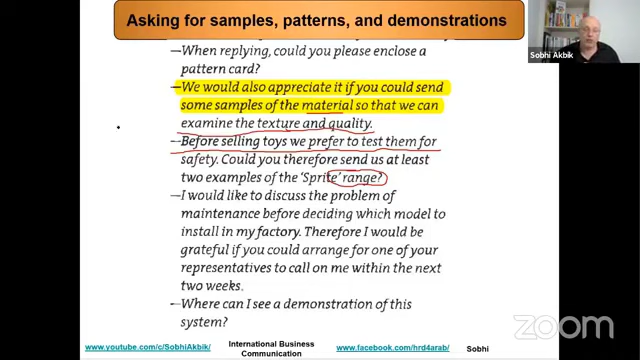 Asking for samples, patterns, and demonstrations
—When replying, could you please enclose a
pattern card?
—We would also appreciate it if you could send
some samples of the material so that we can
examine the texture and quality.
—Before selling toys we prefer to test them for
safety. Could you therefore send us at least
two examples of the 'Sprite' range?
—I would like to discuss the problem of
maintenance before deciding which model to
install in my factory. Therefore I would be
grateful if you could arrange for one of your
representatives to call on me within the next
two weeks.
—Where can I see a demonstration of this
system?
Sobhi Akbik
zoom
www.youtube.com/c/SobhiAkbik/
International Business
Communication
www.facebook.com/hrd4arab/
Sobhi